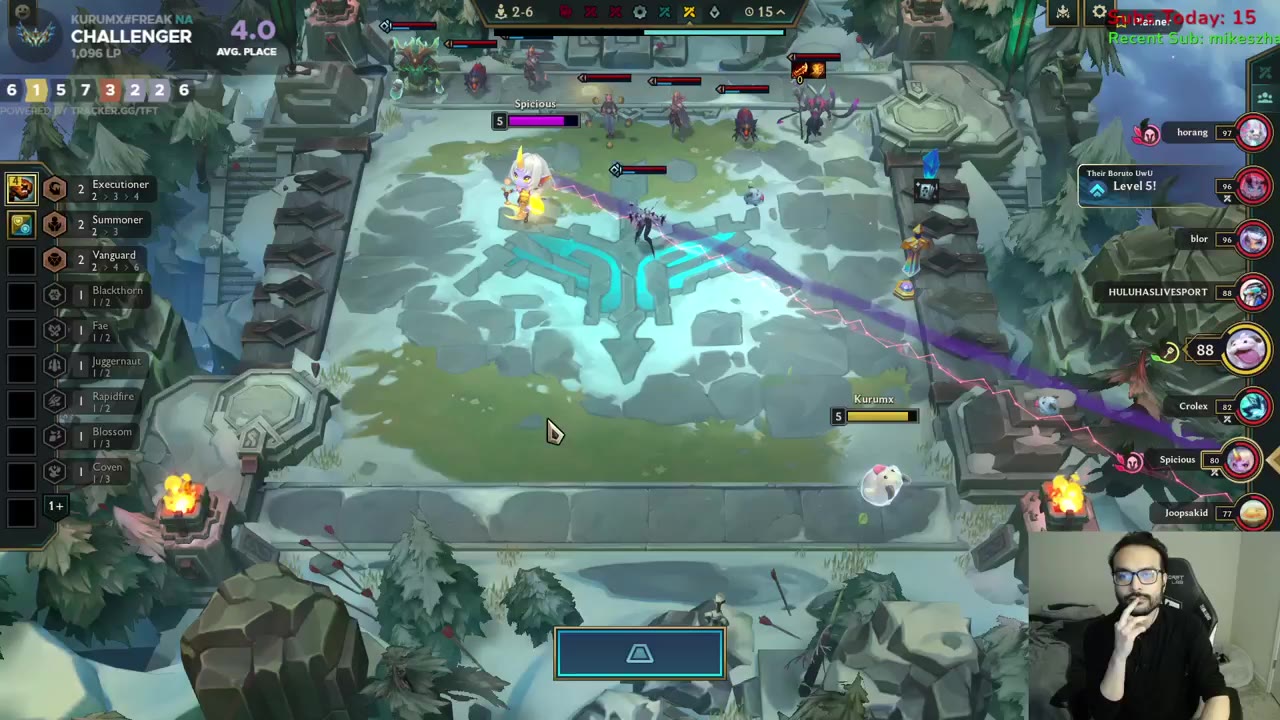 KURUMX#FREAK NA
CHALLENGER
1,096 LP
4.0
AVG. PLACE
6 1 5 7 3 2 2 6
POWERED BY TRACKER.GG/TFT
2-6
15
Subs Today: 15
Planner
Recent Sub: mikeszhe
2 Executioner
2 > 3 > 4
2 Summoner
2 > 3
2 Vanguard
2 > 4 > 6
1 Blackthorn
1 / 2
1 Fae
1 / 2
1 Juggernaut
1 / 2
1 Rapidfire
1 / 2
1 Blossom
1 / 3
1 Coven
1 / 3
1+
Spicious
5
0
Kurumx
5
horang 97
Their Boruto UwU
Level 5!
96
blor 96
HULUHASLIVESPORT 88
88
Crolex 82
Spicious 80
Joopsakid 77